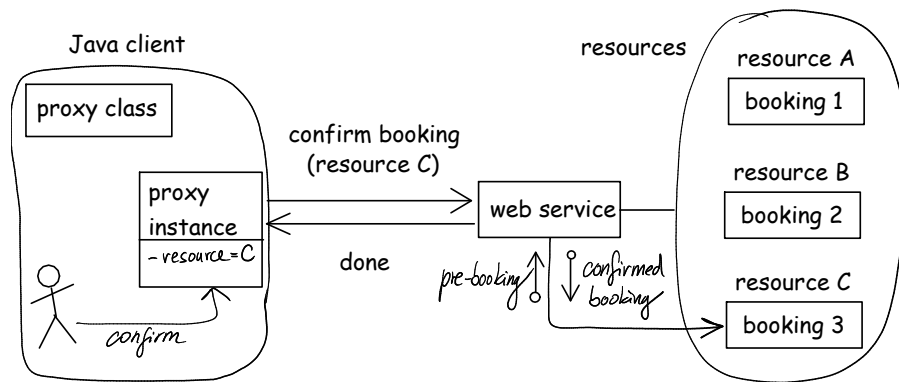 Java client
proxy class
proxy
instance
-resource=C
confirm
confirm booking
(resource C)
done
web service
pre-booking
confirmed
booking
resources
resource A
booking 1
resource B
booking 2
resource C
booking 3